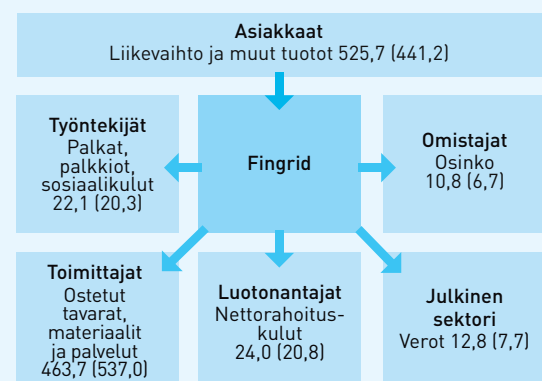 Asiakkaat
Liikevaihto ja muut tuotot 525,7 (441,2)
Työntekijät
Palkat,
palkkiot,
sosiaalikulut
22,1 (20,3)
Fingrid
Omistajat
Osinko
10,8 (6,7)
Toimittajat
Ostetut
tavarat,
materiaalit
ja palvelut
463,7 (537,0)
Luotonantajat
Nettorahoitus-
kulut
24,0 (20,8)
Julkinen
sektori
Verot 12,8 (7,7)